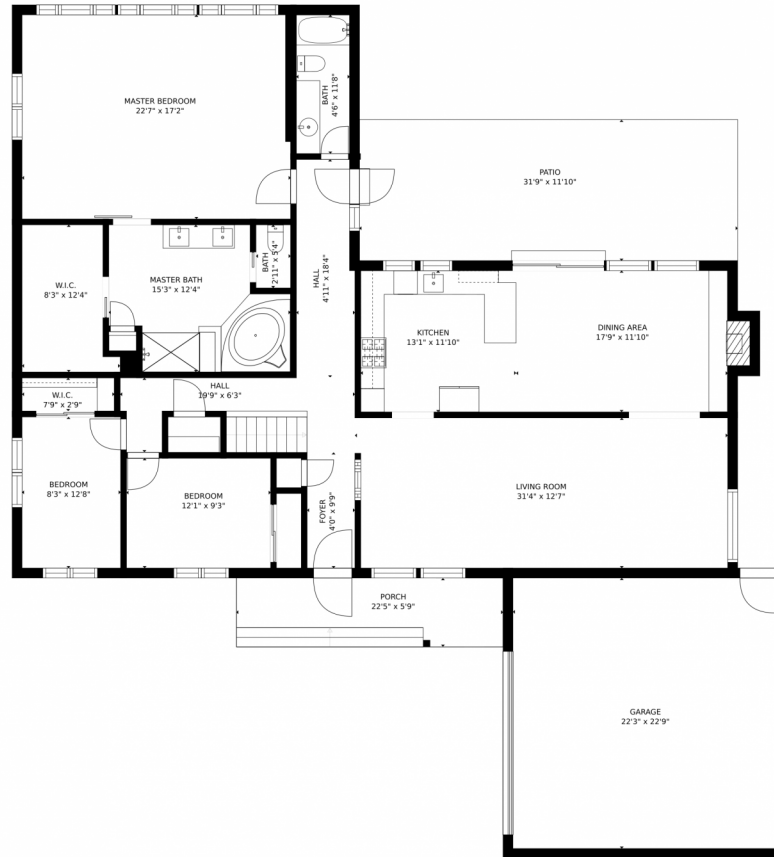 MASTER BEDROOM
22'7" x 17'2"
BATH
4'6" x 11'8"
PATIO
31'9" x 11'10"
W.I.C.
8'3" x 12'4"
MASTER BATH
15'3" x 12'4"
BATH
2'11" x 5'4"
HALL
4'11" x 18'4"
KITCHEN
13'1" x 11'10"
DINING AREA
17'9" x 11'10"
W.I.C.
7'9" x 2'9"
HALL
19'9" x 6'3"
BEDROOM
8'3" x 12'8"
BEDROOM
12'1" x 9'3"
FOYER
4'0" x 9'9"
LIVING ROOM
31'4" x 12'7"
PORCH
22'5" x 5'9"
GARAGE
22'3" x 22'9"